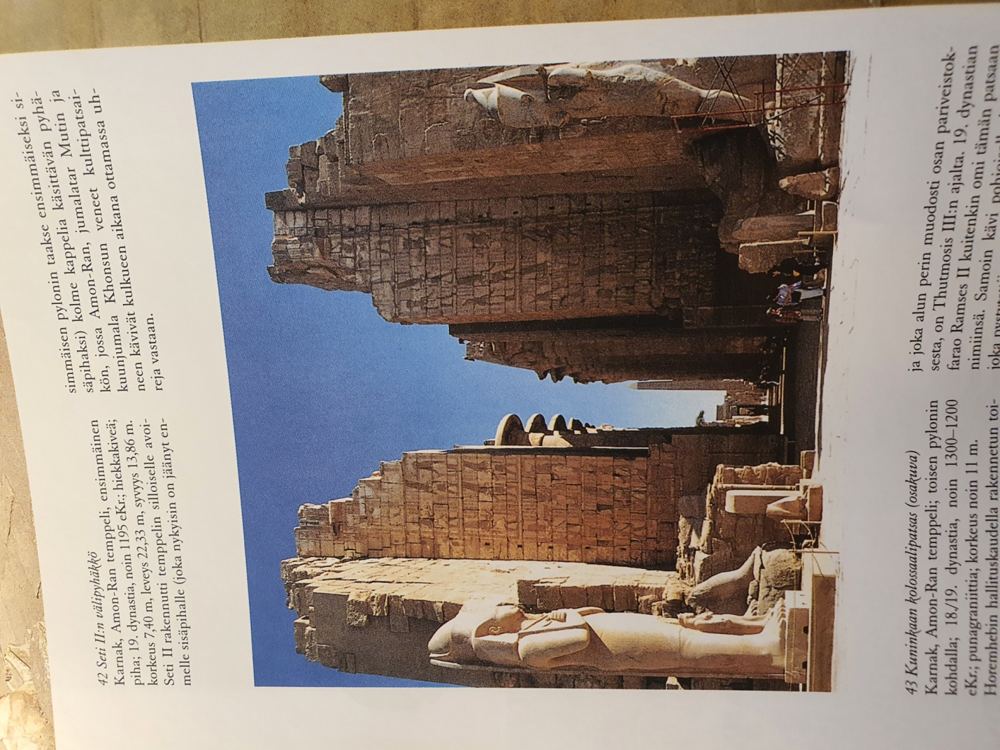 42 Seti II:n välipyhäkkö
Karnak, Amon-Ran temppeli, ensimmäinen
piha; 19. dynastia, noin 1195 eKr.; hiekkakiveä;
korkeus 7,40 m, leveys 22,33 m, syvyys 13,86 m.
Seti II rakennutti temppelin silloiselle avoi-
melle sisäpihalle (joka nykyisin on jäänyt en-
simmäisen pylonin taakse ensimmäiseksi si-
säpihaksi) kolme kappelia käsittävän pyhä-
kön, jossa Amon-Ran, jumalatar Mutin ja
kuunjumala Khonsun veneet kulttipatsai-
neen kävivät kulkueen aikana ottamassa uh-
reja vastaan.
43 Kuninkaan kolossaalipatsas (osakuva)
Karnak, Amon-Ran temppeli; toisen pylonin
kohdalla; 18./19. dynastia, noin 1300–1200
eKr.; punagraniittia; korkeus noin 11 m.
Horemhebin hallituskaudella rakennetun toi-
ja joka alun perin muodosti osan pariveistok-
sesta, on Thutmosis III:n ajalta. 19. dynastian
farao Ramses II kuitenkin omi tämän patsaan
nimiinsä. Samoin kävi
joka